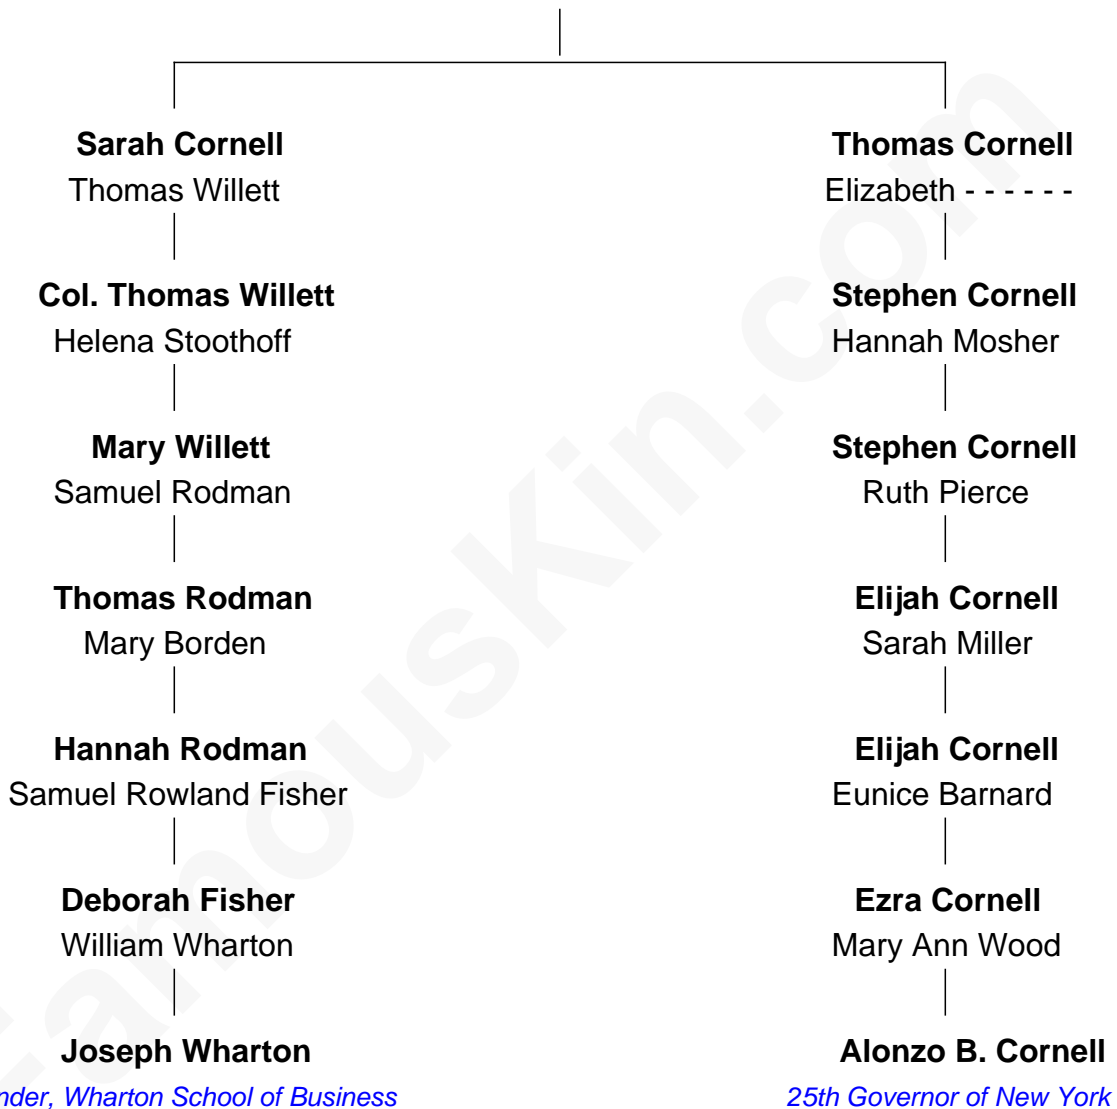 Sarah Cornell
Thomas Willett
Thomas Cornell
Elizabeth - - - - - -
Col. Thomas Willett
Helena Stoothoff
Stephen Cornell
Hannah Mosher
Mary Willett
Samuel Rodman
Stephen Cornell
Ruth Pierce
Thomas Rodman
Mary Borden
Elijah Cornell
Sarah Miller
Hannah Rodman
Samuel Rowland Fisher
Elijah Cornell
Eunice Barnard
Deborah Fisher
William Wharton
Ezra Cornell
Mary Ann Wood
Joseph Wharton
nder, Wharton School of Business
Alonzo B. Cornell
25th Governor of New York
FamousKin.com